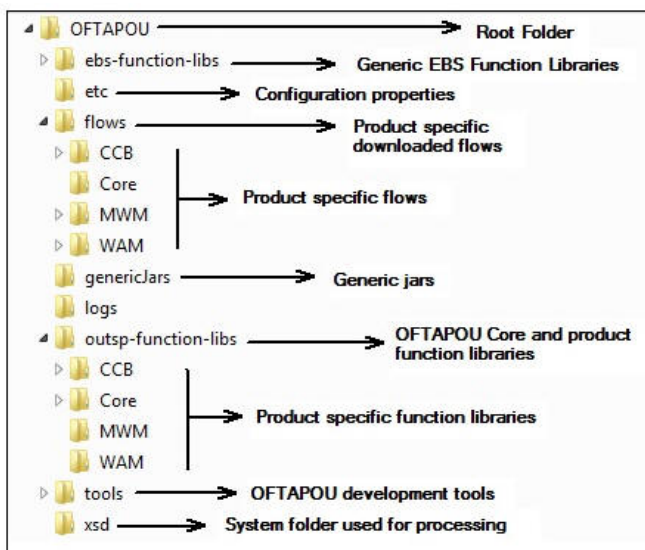 OFTAPOU Root Folder
ebs-function-libs Generic EBS Function Libraries
etc Configuration properties
flows Product specific
downloaded flows
CCB
Core
Product specific flows
MWM
WAM
genericJars Generic jars
logs
outsp-function-libs OFTAPOU Core and product
function libraries
CCB
Core
Product specific function libraries
MWM
WAM
tools OFTAPOU development tools
xsd System folder used for processing